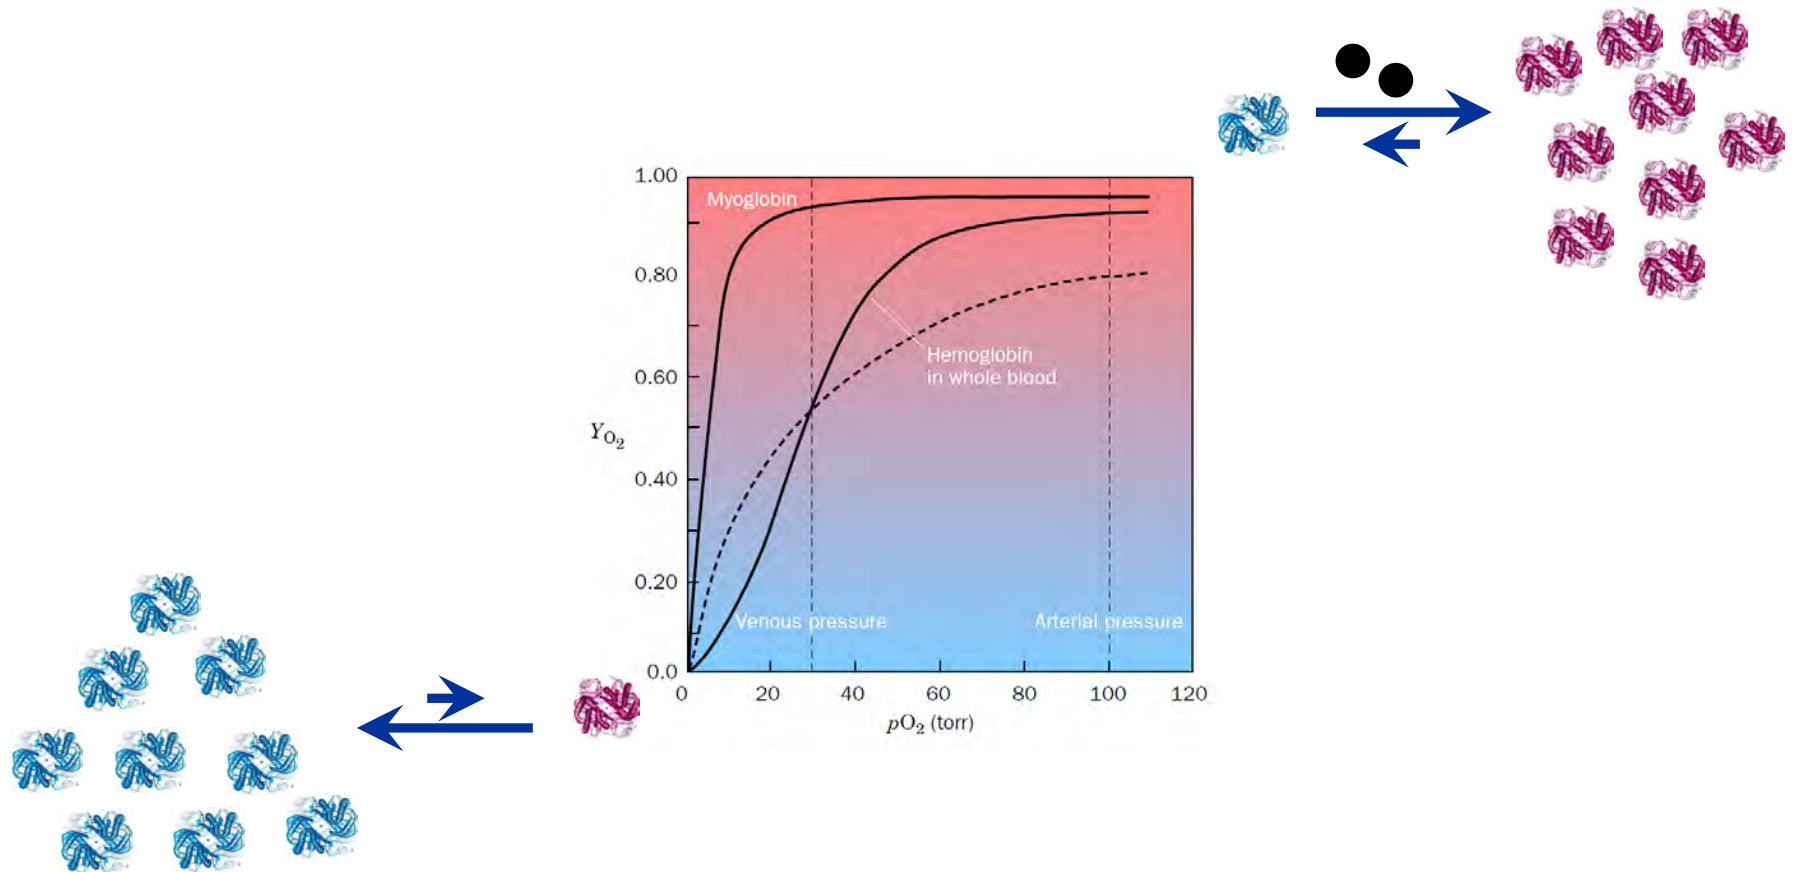 1.00
Myoglobin
0.80
Hemoglobin
in whole blood
0.60
YO₂
0.40
0.20
Venous pressure
Arterial pressure
0.0
0 20 40 60 80 100 120
pO₂ (torr)